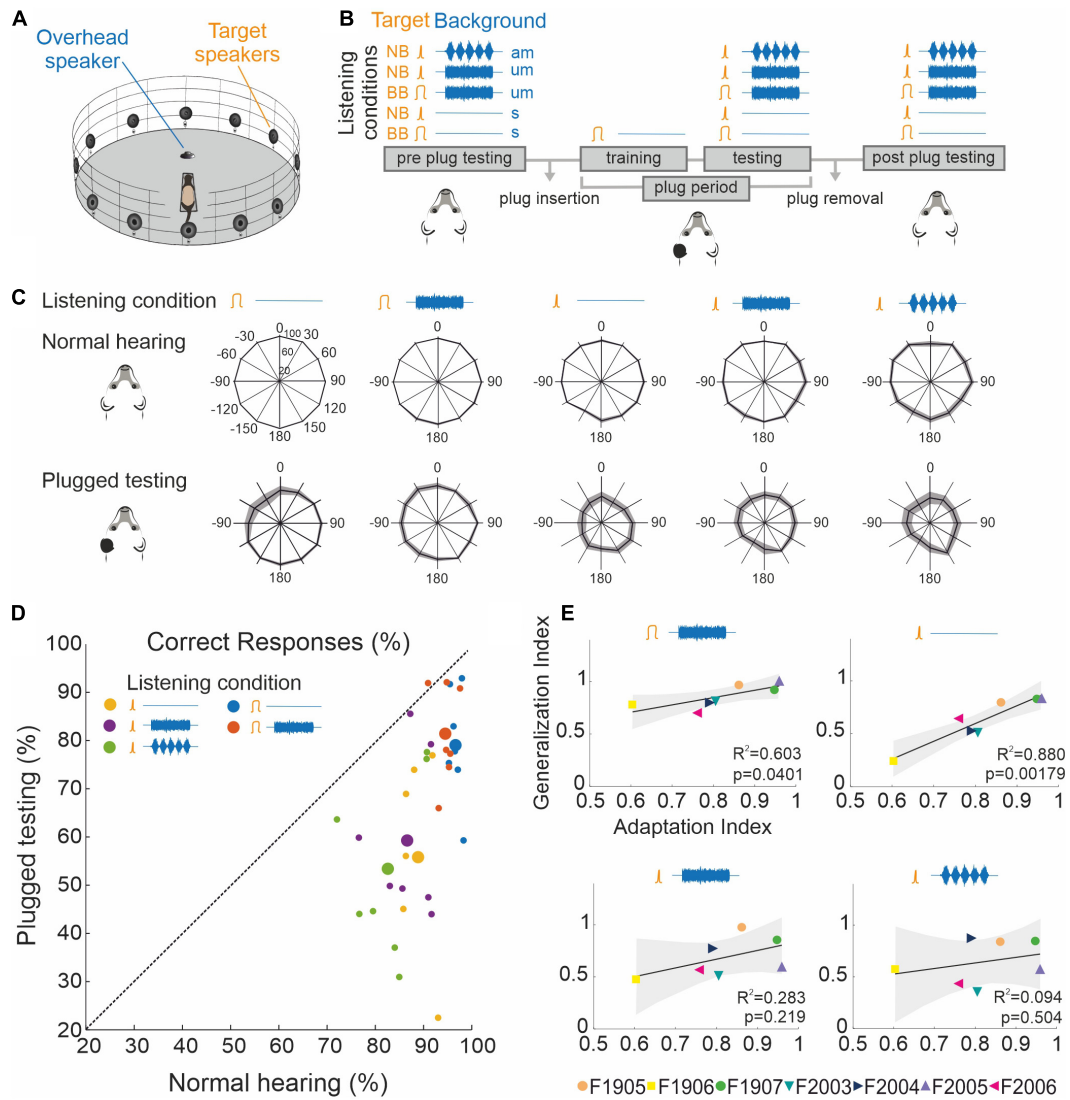 A
Overhead
speaker
Target
speakers
B
Target Background
Listening
conditions
NB am
NB um
BB um
NB s
BB s
pre plug testing
training
testing
post plug testing
plug insertion
plug period
plug removal
C
Listening condition
Normal hearing
0
-30 100 30
-60 60 60
20
-90 90
-120 120
-150 150
180
0
-90 90
180
0
-90 90
180
0
-90 90
180
0
-90 90
180
Plugged testing
0
-90 90
180
0
-90 90
180
0
-90 90
180
0
-90 90
180
0
-90 90
180
D
Correct Responses (%)
Listening condition
Plugged testing (%)
100
90
80
70
60
50
40
30
20
20 30 40 50 60 70 80 90 100
Normal hearing (%)
E
Generalization Index
1
0.5
0
R²=0.603
p=0.0401
0.5 0.6 0.7 0.8 0.9 1
Adaptation Index
1
0.5
0
R²=0.880
p=0.00179
0.5 0.6 0.7 0.8 0.9 1
1
0.5
0
R²=0.283
p=0.219
0.5 0.6 0.7 0.8 0.9 1
1
0.5
0
R²=0.094
p=0.504
0.5 0.6 0.7 0.8 0.9 1
F1905 F1906 F1907 F2003 F2004 F2005 F2006